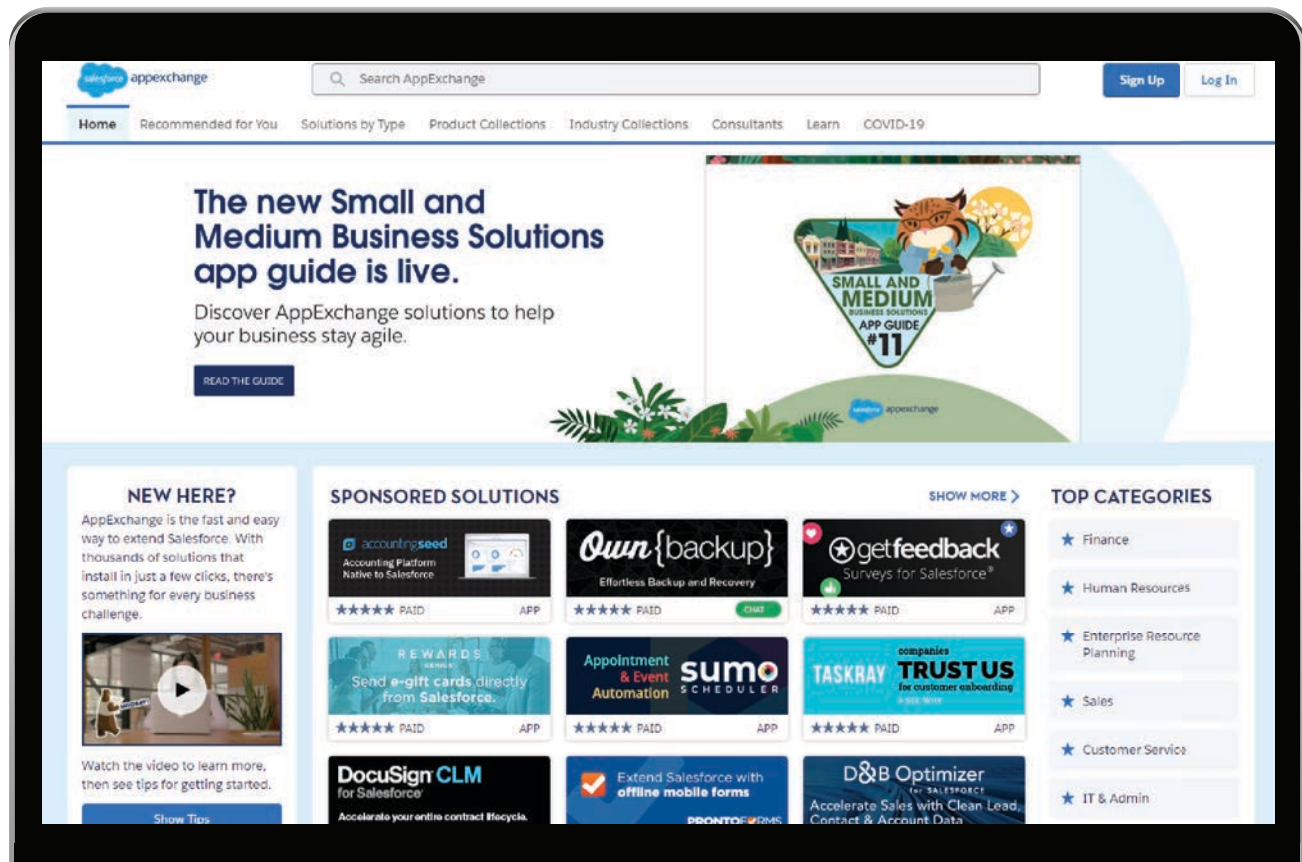 salesforce appexchange
Search AppExchange
Sign Up
Log In
Home
Recommended for You
Solutions by Type
Product Collections
Industry Collections
Consultants
Learn
COVID-19
The new Small and
Medium Business Solutions
app guide is live.
Discover AppExchange solutions to help
your business stay agile.
READ THE GUIDE
SMALL AND
MEDIUM
BUSINESS SOLUTIONS
APP GUIDE
#11
salesforce appexchange
NEW HERE?
AppExchange is the fast and easy
way to extend Salesforce. With
thousands of solutions that
install in just a few clicks, there's
something for every business
challenge.
Watch the video to learn more,
then see tips for getting started.
Show Tips
SPONSORED SOLUTIONS
SHOW MORE >
accountingseed
Accounting Platform
Native to Salesforce
PAID APP
Own {backup}
Effortless Backup and Recovery
PAID CHAT
getfeedback
Surveys for Salesforce®
PAID APP
REWARDS
GENIUS
Send e-gift cards directly
from Salesforce.
PAID APP
Appointment
& Event
Automation
sumo
SCHEDULER
PAID APP
TASKRAY
companies
TRUST US
for customer onboarding
PAID APP
DocuSign CLM
for Salesforce
Accelerate your entire contract lifecycle.
Extend Salesforce with
offline mobile forms
PRONTOFORMS
D&B Optimizer
for SALESFORCE
Accelerate Sales with Clean Lead,
Contact & Account Data
TOP CATEGORIES
Finance
Human Resources
Enterprise Resource
Planning
Sales
Customer Service
IT & Admin